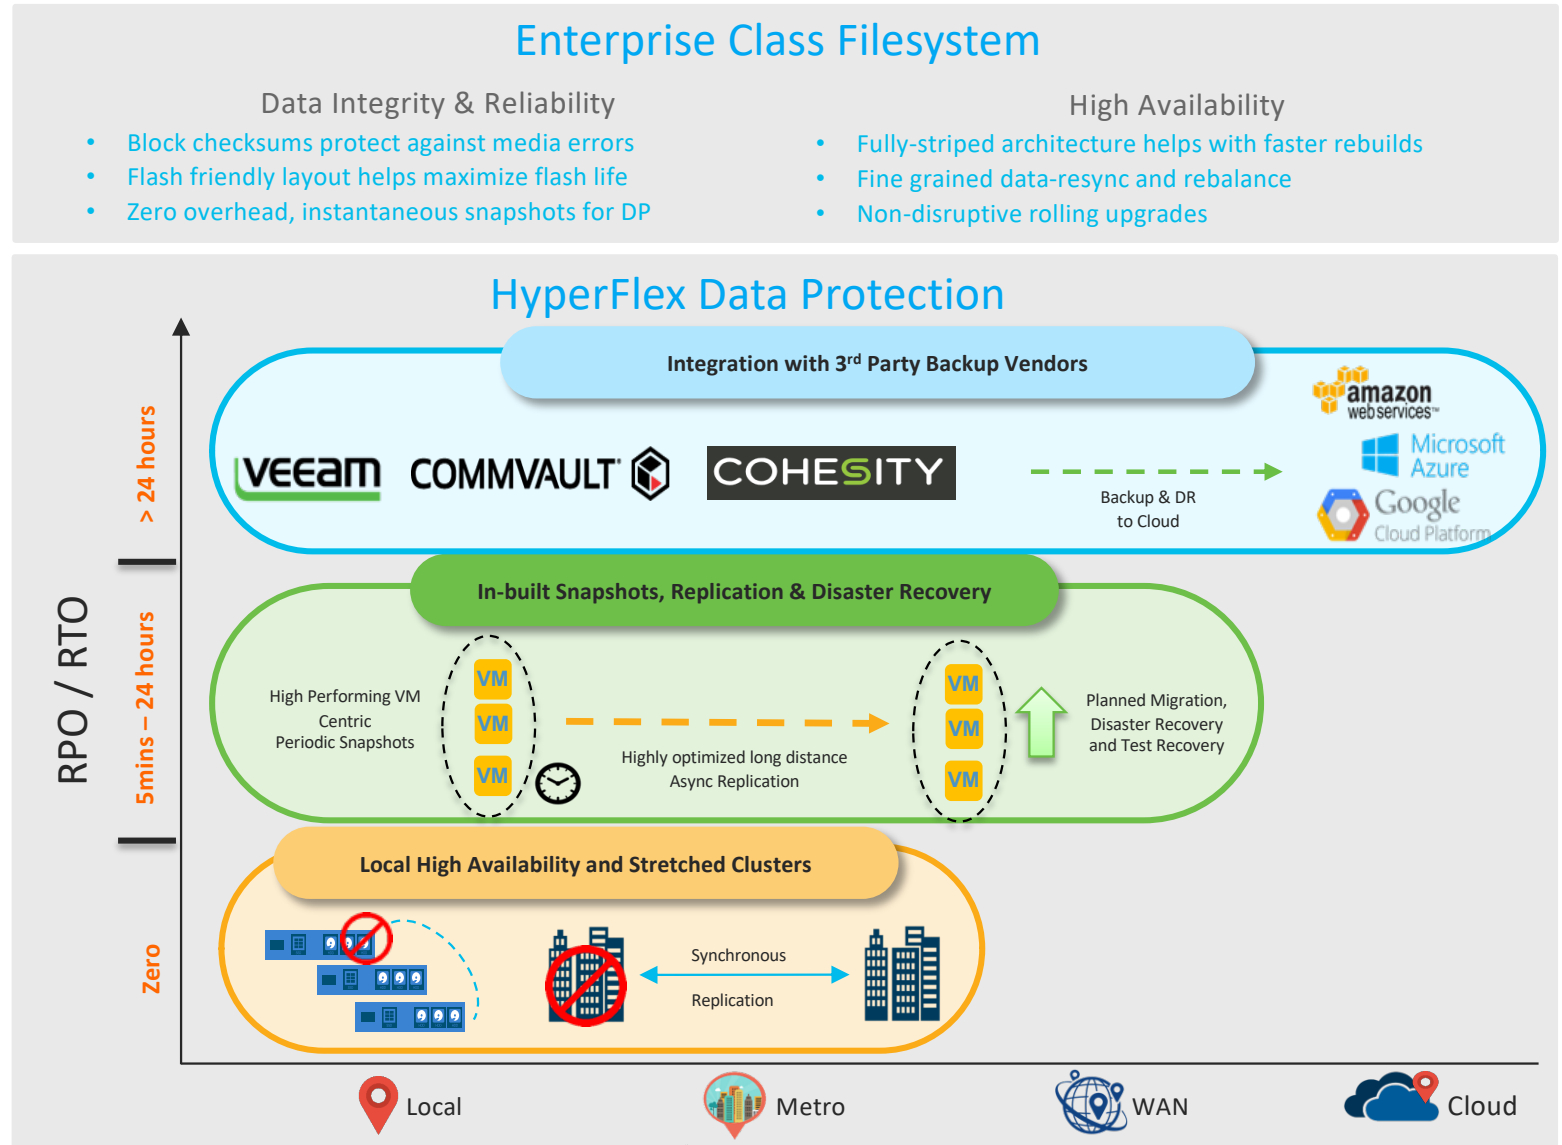 Enterprise Class Filesystem
Data Integrity & Reliability
• Block checksums protect against media errors
• Flash friendly layout helps maximize flash life
• Zero overhead, instantaneous snapshots for DP
High Availability
• Fully-striped architecture helps with faster rebuilds
• Fine grained data-resync and rebalance
• Non-disruptive rolling upgrades
HyperFlex Data Protection
RPO / RTO
> 24 hours
Integration with 3rd Party Backup Vendors
veeam
COMMVAULT
COHESITY
Backup & DR
to Cloud
amazon
web services™
Microsoft
Azure
Google
Cloud Platform
5mins – 24 hours
In-built Snapshots, Replication & Disaster Recovery
High Performing VM
Centric
Periodic Snapshots
VM
VM
VM
Highly optimized long distance
Async Replication
VM
VM
VM
Planned Migration,
Disaster Recovery
and Test Recovery
Zero
Local High Availability and Stretched Clusters
Synchronous
Replication
Local
Metro
WAN
Cloud